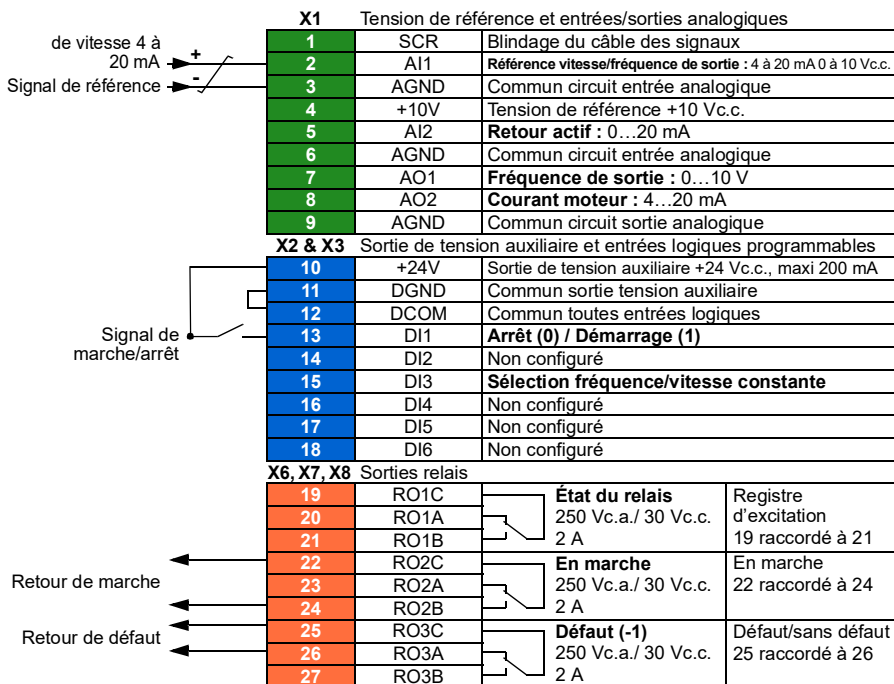 X1 Tension de référence et entrées/sorties analogiques
de vitesse 4 à
20 mA
+
Signal de référence
-
1 SCR Blindage du câble des signaux
2 AI1 Référence vitesse/fréquence de sortie : 4 à 20 mA 0 à 10 Vc.c.
3 AGND Commun circuit entrée analogique
4 +10V Tension de référence +10 Vc.c.
5 AI2 Retour actif : 0…20 mA
6 AGND Commun circuit entrée analogique
7 AO1 Fréquence de sortie : 0…10 V
8 AO2 Courant moteur : 4…20 mA
9 AGND Commun circuit sortie analogique
X2 & X3 Sortie de tension auxiliaire et entrées logiques programmables
10 +24V Sortie de tension auxiliaire +24 Vc.c., maxi 200 mA
11 DGND Commun sortie tension auxiliaire
12 DCOM Commun toutes entrées logiques
Signal de
marche/arrêt
13 DI1 Arrêt (0) / Démarrage (1)
14 DI2 Non configuré
15 DI3 Sélection fréquence/vitesse constante
16 DI4 Non configuré
17 DI5 Non configuré
18 DI6 Non configuré
X6, X7, X8 Sorties relais
19 RO1C État du relais Registre
20 RO1A 250 Vc.a./ 30 Vc.c. d’excitation
21 RO1B 2 A 19 raccordé à 21
Retour de marche
22 RO2C En marche En marche
23 RO2A 250 Vc.a./ 30 Vc.c. 22 raccordé à 24
24 RO2B 2 A
Retour de défaut
25 RO3C Défaut (-1) Défaut/sans défaut
26 RO3A 250 Vc.a./ 30 Vc.c. 25 raccordé à 26
27 RO3B 2 A